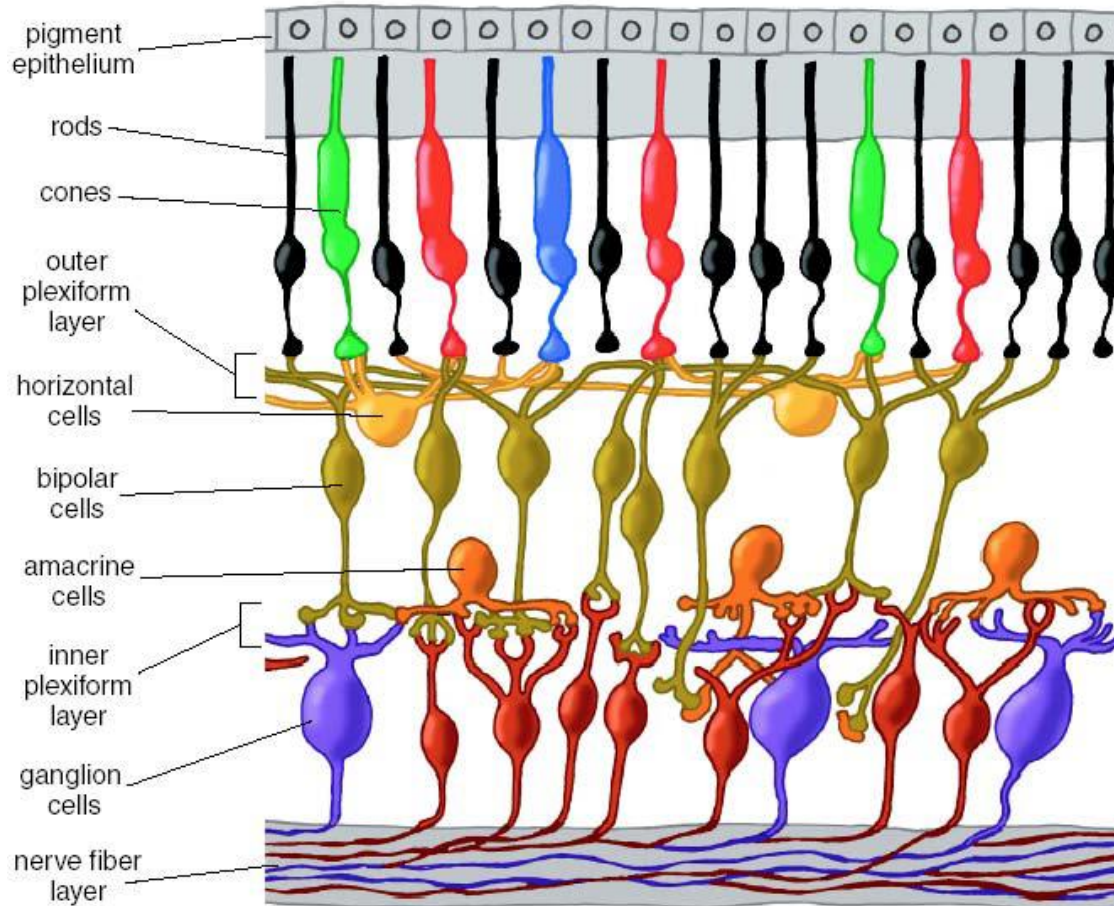 pigment
epithelium
rods
cones
outer
plexiform
layer
horizontal
cells
bipolar
cells
amacrine
cells
inner
plexiform
layer
ganglion
cells
nerve fiber
layer